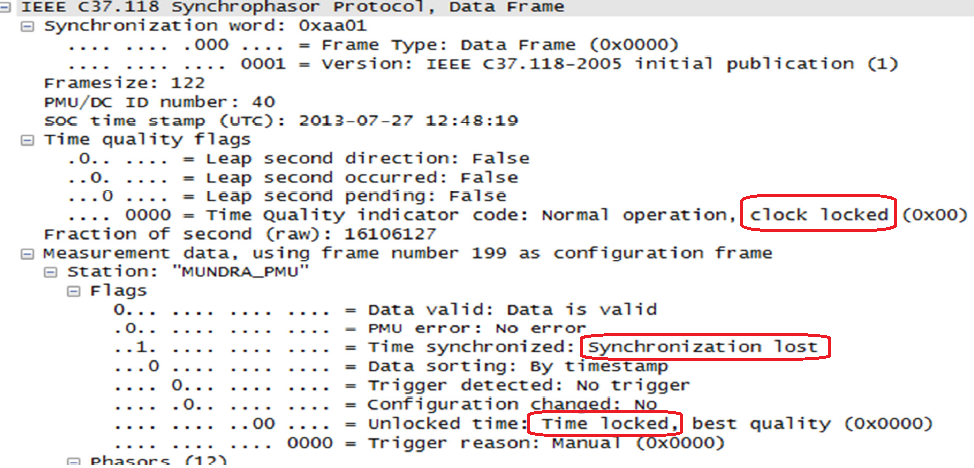 IEEE C37.118 Synchrophasor Protocol, Data Frame
Synchronization word: 0xaa01
.... .... .000 .... = Frame Type: Data Frame (0x0000)
.... .... .... 0001 = Version: IEEE C37.118-2005 initial publication (1)
Framesize: 122
PMU/DC ID number: 40
SOC time stamp (UTC): 2013-07-27 12:48:19
Time quality flags
.0.. .... = Leap second direction: False
..0. .... = Leap second occurred: False
...0 .... = Leap second pending: False
.... 0000 = Time Quality indicator code: Normal operation, clock locked (0x00)
Fraction of second (raw): 16106127
Measurement data, using frame number 199 as configuration frame
Station: "MUNDRA_PMU"
Flags
0... .... .... .... = Data valid: Data is valid
.0.. .... .... .... = PMU error: No error
..1. .... .... .... = Time synchronized: Synchronization lost
...0 .... .... .... = Data sorting: By timestamp
.... 0... .... .... = Trigger detected: No trigger
.... .0.. .... .... = Configuration changed: No
.... .... ..00 .... = Unlocked time: Time locked, best quality (0x0000)
.... .... .... 0000 = Trigger reason: Manual (0x0000)
Phasors (12)